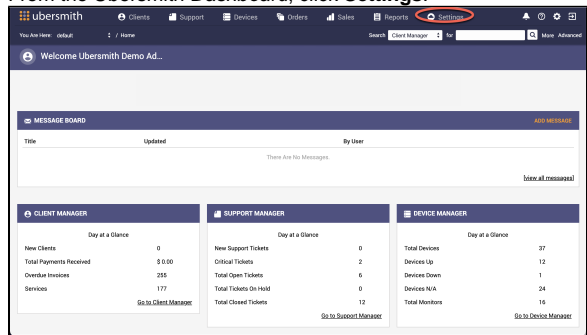 From the Ubersmith Dashboard, click Settings.
ubersmith Clients Support Devices Orders Sales Reports Settings
You Are Here: default / Home Search Client Manager for More Advanced
Welcome Ubersmith Demo Ad...
MESSAGE BOARD ADD MESSAGE
Title Updated By User
There Are No Messages.
[view all messages]
CLIENT MANAGER
Day at a Glance
New Clients 0
Total Payments Received $ 0.00
Overdue Invoices 255
Services 177
Go to Client Manager
SUPPORT MANAGER
Day at a Glance
New Support Tickets 0
Critical Tickets 2
Total Open Tickets 6
Total Tickets On Hold 0
Total Closed Tickets 12
Go to Support Manager
DEVICE MANAGER
Day at a Glance
Total Devices 37
Devices Up 12
Devices Down 1
Devices N/A 24
Total Monitors 16
Go to Device Manager